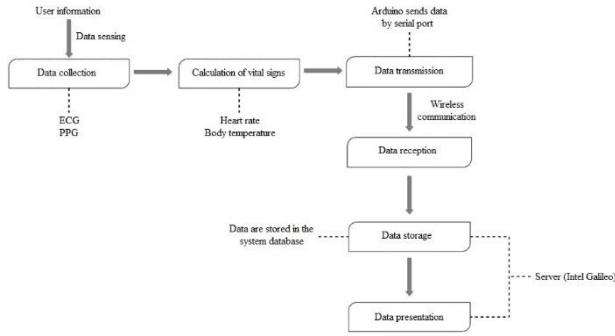 User information
Arduino sends data
by serial port
Data sensing
Data collection
Calculation of vital signs
Data transmission
ECG
PPG
Heart rate
Body temperature
Wireless
communication
Data reception
Data are stored in the
system database
Data storage
Server (Intel Galileo)
Data presentation